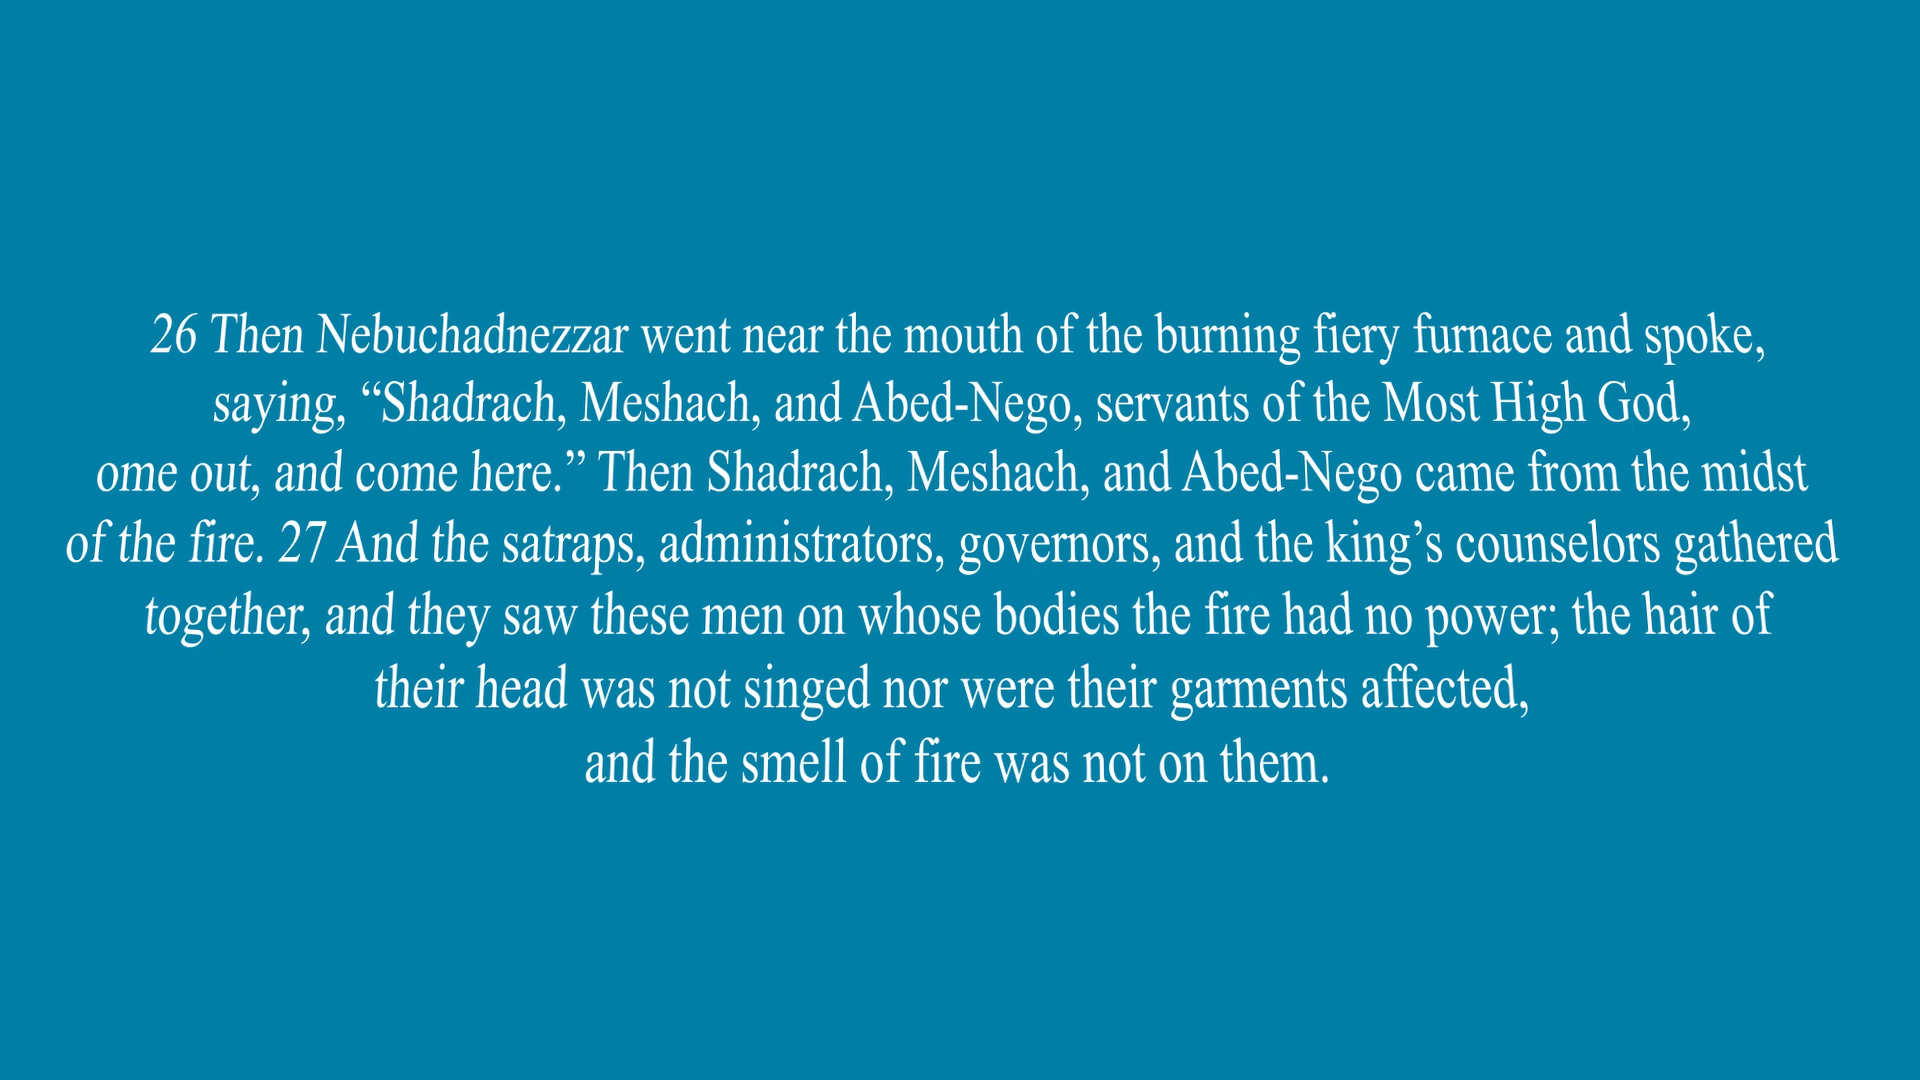 26 Then Nebuchadnezzar went near the mouth of the burning fiery furnace and spoke,
saying, “Shadrach, Meshach, and Abed-Nego, servants of the Most High God,
ome out, and come here.” Then Shadrach, Meshach, and Abed-Nego came from the midst
of the fire. 27 And the satraps, administrators, governors, and the king’s counselors gathered
together, and they saw these men on whose bodies the fire had no power; the hair of
their head was not singed nor were their garments affected,
and the smell of fire was not on them.